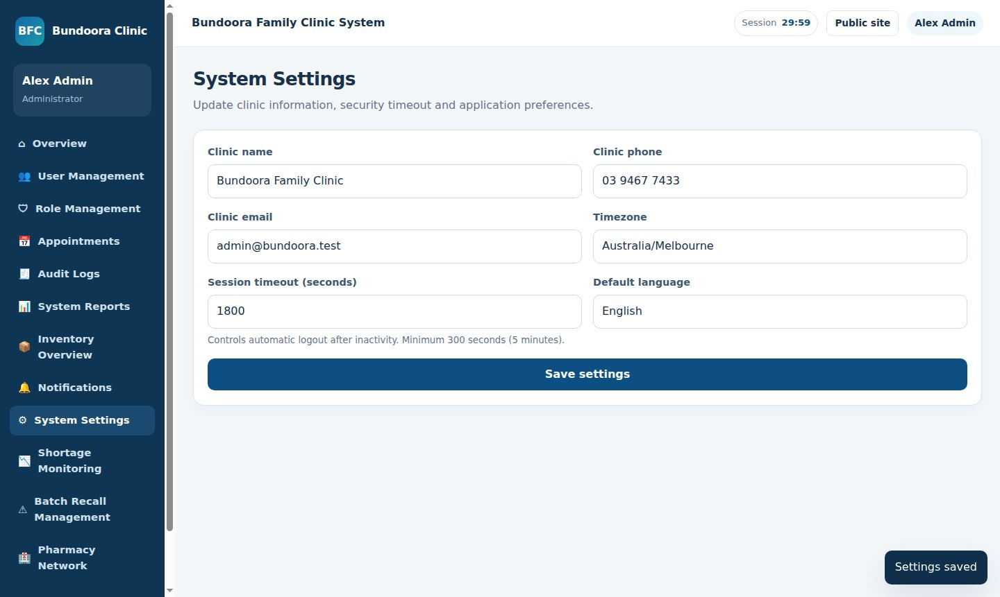 BFC Bundoora Clinic
Alex Admin
Administrator
Overview
User Management
Role Management
Appointments
Audit Logs
System Reports
Inventory
Overview
Notifications
System Settings
Shortage
Monitoring
Batch Recall
Management
Pharmacy
Network
Bundoora Family Clinic System
Session 29:59
Public site
Alex Admin
System Settings
Update clinic information, security timeout and application preferences.
Clinic name
Bundoora Family Clinic
Clinic phone
03 9467 7433
Clinic email
admin@bundoora.test
Timezone
Australia/Melbourne
Session timeout (seconds)
1800
Controls automatic logout after inactivity. Minimum 300 seconds (5 minutes).
Default language
English
Save settings
Settings saved